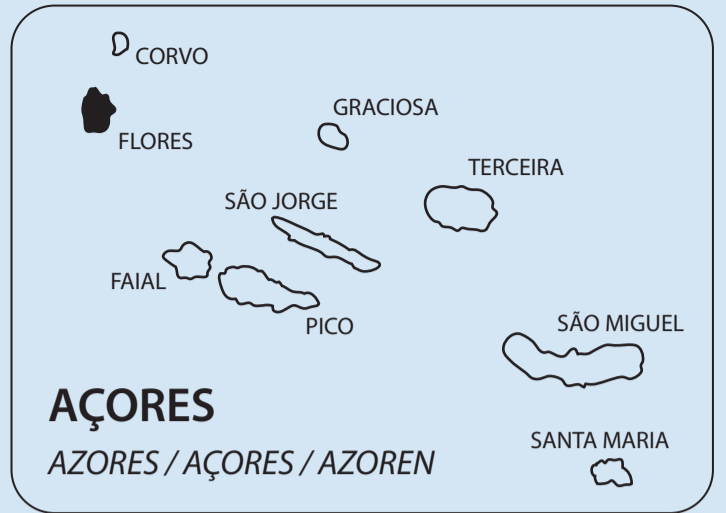 CORVO
GRACIOSA
FLORES
TERCEIRA
SÃO JORGE
FAIAL
PICO
SÃO MIGUEL
AÇORES
SANTA MARIA
AZORES / AÇORES / AZOREN